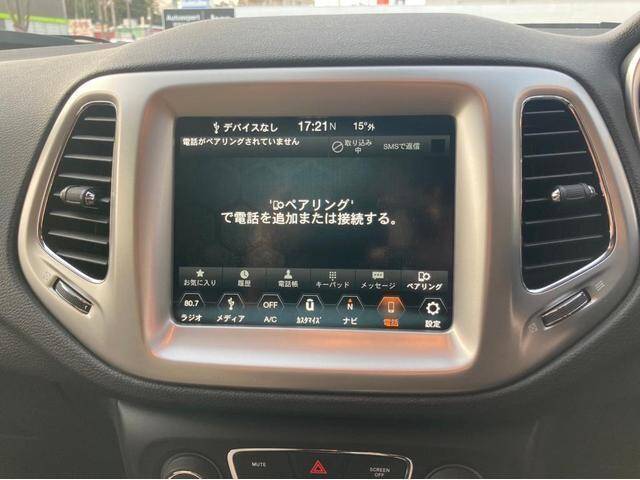 Autoexpert
デバイスなし 17:21N 15°外
電話がペアリングされていません 取り込み中 SMSで返信
'ペアリング'
で電話を追加または接続する。
お気に入り 履歴 電話帳 キーパッド メッセージ ペアリング
80.7 OFF N
ラジオ メディア A/C カスタマイズ ナビ 電話 設定
MUTE SCREEN OFF